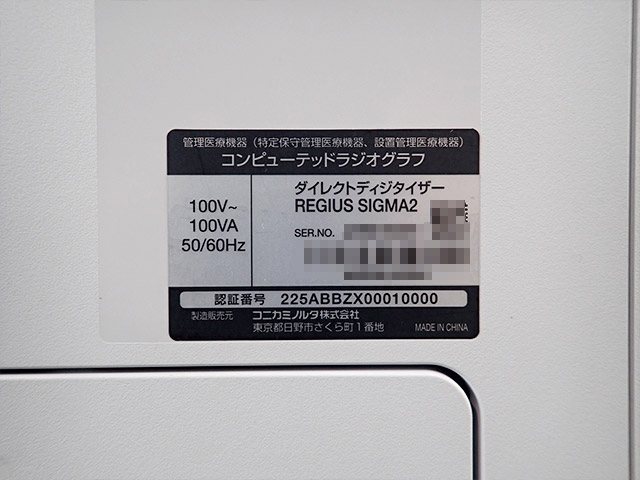 管理医療機器（特定保守管理医療機器、設置管理医療機器）
コンピューテッドラジオグラフ
100V~
100VA
50/60Hz
ダイレクトディジタイザー
REGIUS SIGMA2
SER.NO.
認証番号 225ABBZX00010000
製造販売元 コニカミノルタ株式会社
東京都日野市さくら町1番地
MADE IN CHINA